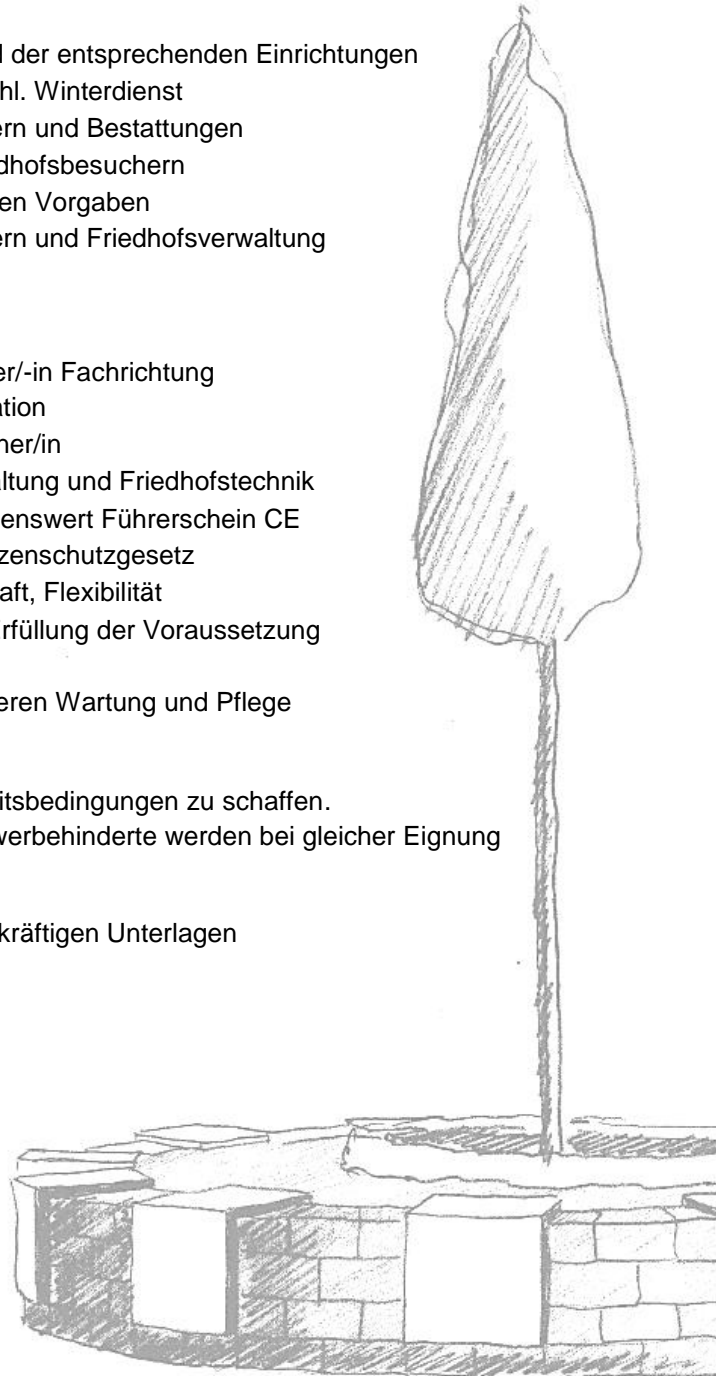 der entsprechenden Einrichtungen
hl. Winterdienst
ern und Bestattungen
dhofsbesuchern
en Vorgaben
ern und Friedhofsverwaltung
er/-in Fachrichtung
ation
ner/in
altung und Friedhofstechnik
enswert Führerschein CE
zenschutzgesetz
aft, Flexibilität
rfüllung der Voraussetzung
eren Wartung und Pflege
itsbedingungen zu schaffen.
werbehinderte werden bei gleicher Eignung
kräftigen Unterlagen